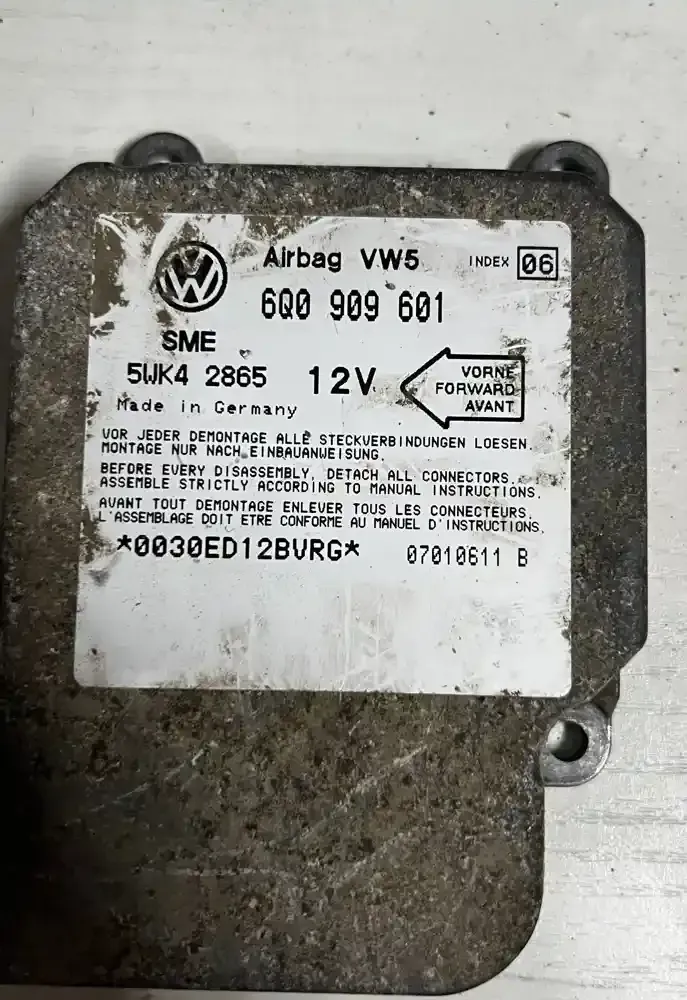 Airbag VW5 INDEX 06
6Q0 909 601
SME
5WK4 2865 12V
VORNE
FORWARD
AVANT
Made in Germany
VOR JEDER DEMONTAGE ALLE STECKVERBINDUNGEN LOESEN.
MONTAGE NUR NACH EINBAUANWEISUNG.
BEFORE EVERY DISASSEMBLY, DETACH ALL CONNECTORS.
ASSEMBLE STRICTLY ACCORDING TO MANUAL INSTRUCTIONS.
AVANT TOUT DEMONTAGE ENLEVER TOUS LES CONNECTEURS.
L'ASSEMBLAGE DOIT ETRE CONFORME AU MANUEL D'INSTRUCTIONS.
*0030ED12BVRG* 07010611 B